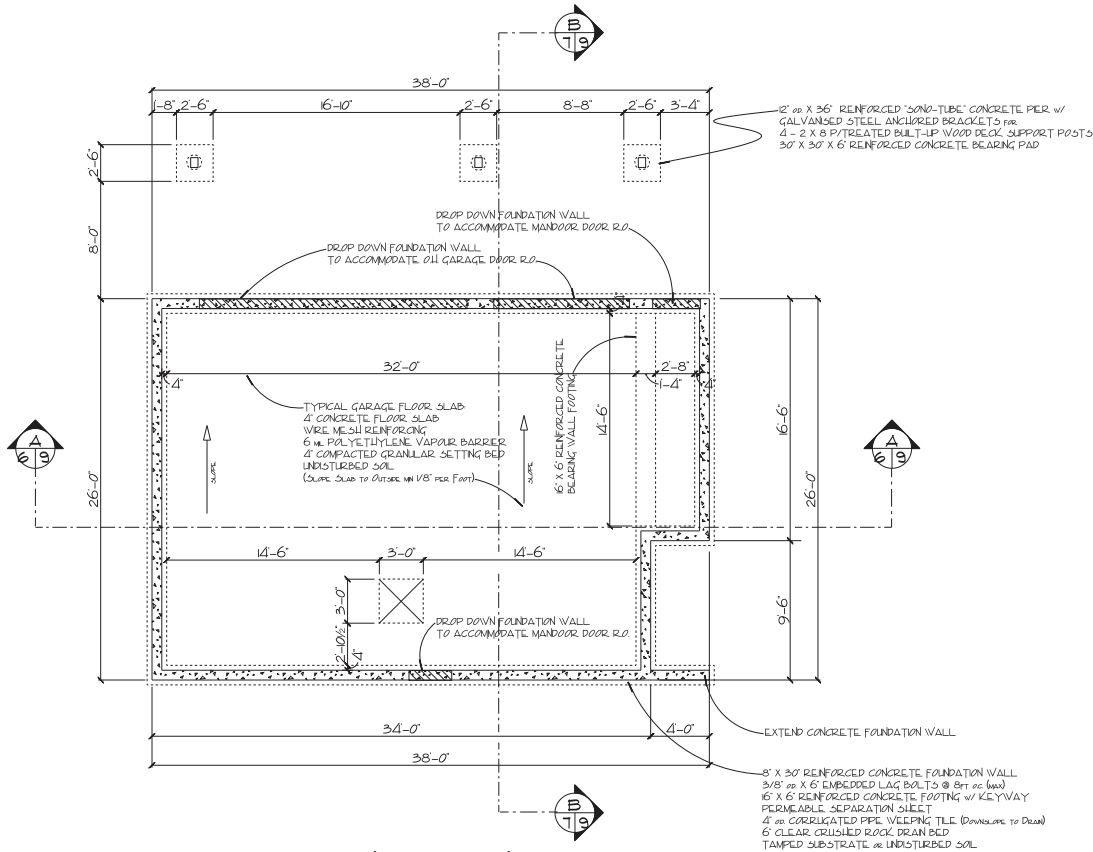 B
7 9
38'-0"
1'-8" 2'-6" 16'-10" 2'-6" 8'-8" 2'-6" 3'-4"
12" O.D. X 36" REINFORCED "SONO-TUBE" CONCRETE PIER W/
GALVANISED STEEL ANCHORED BRACKETS FOR
4 - 2 X 8 P/TREATED BUILT-UP WOOD DECK SUPPORT POSTS
30" X 30" X 6" REINFORCED CONCRETE BEARING PAD
2'-6"
8'-0"
DROP DOWN FOUNDATION WALL
TO ACCOMMODATE MANDOOR DOOR R.O.
DROP DOWN FOUNDATION WALL
TO ACCOMMODATE O.H. GARAGE DOOR R.O.
4"
32'-0"
2'-8"
4"
1'-4"
4"
16" X 6" REINFORCED CONCRETE
BEARING WALL FOOTING
14'-6"
16'-6"
TYPICAL GARAGE FLOOR SLAB:
4" CONCRETE FLOOR SLAB
WIRE MESH REINFORCING
6 MIL POLYETHYLENE VAPOUR BARRIER
4" COMPACTED GRANULAR SETTING BED
UNDISTURBED SOIL
(SLOPE SLAB TO OUTSIDE MIN 1/8" PER FOOT)
SLOPE
SLOPE
A
6 9
A
6 9
26'-0"
26'-0"
14'-6" 3'-0" 14'-6"
3'-0"
2'-10½"
4"
DROP DOWN FOUNDATION WALL
TO ACCOMMODATE MANDOOR DOOR R.O.
9'-6"
34'-0" 4'-0"
38'-0"
EXTEND CONCRETE FOUNDATION WALL
8" X 30" REINFORCED CONCRETE FOUNDATION WALL
3/8" O.D. X 6" EMBEDDED LAG BOLTS @ 8FT O.C. (MAX)
16" X 6" REINFORCED CONCRETE FOOTING W/ KEYWAY
PERMEABLE SEPARATION SHEET
4" O.D. CORRUGATED PIPE WEEPING TILE (DOWNSLOPE TO DRAIN)
6" CLEAR CRUSHED ROCK DRAIN BED
TAMPED SUBSTRATE OR UNDISTURBED SOIL
B
7 9